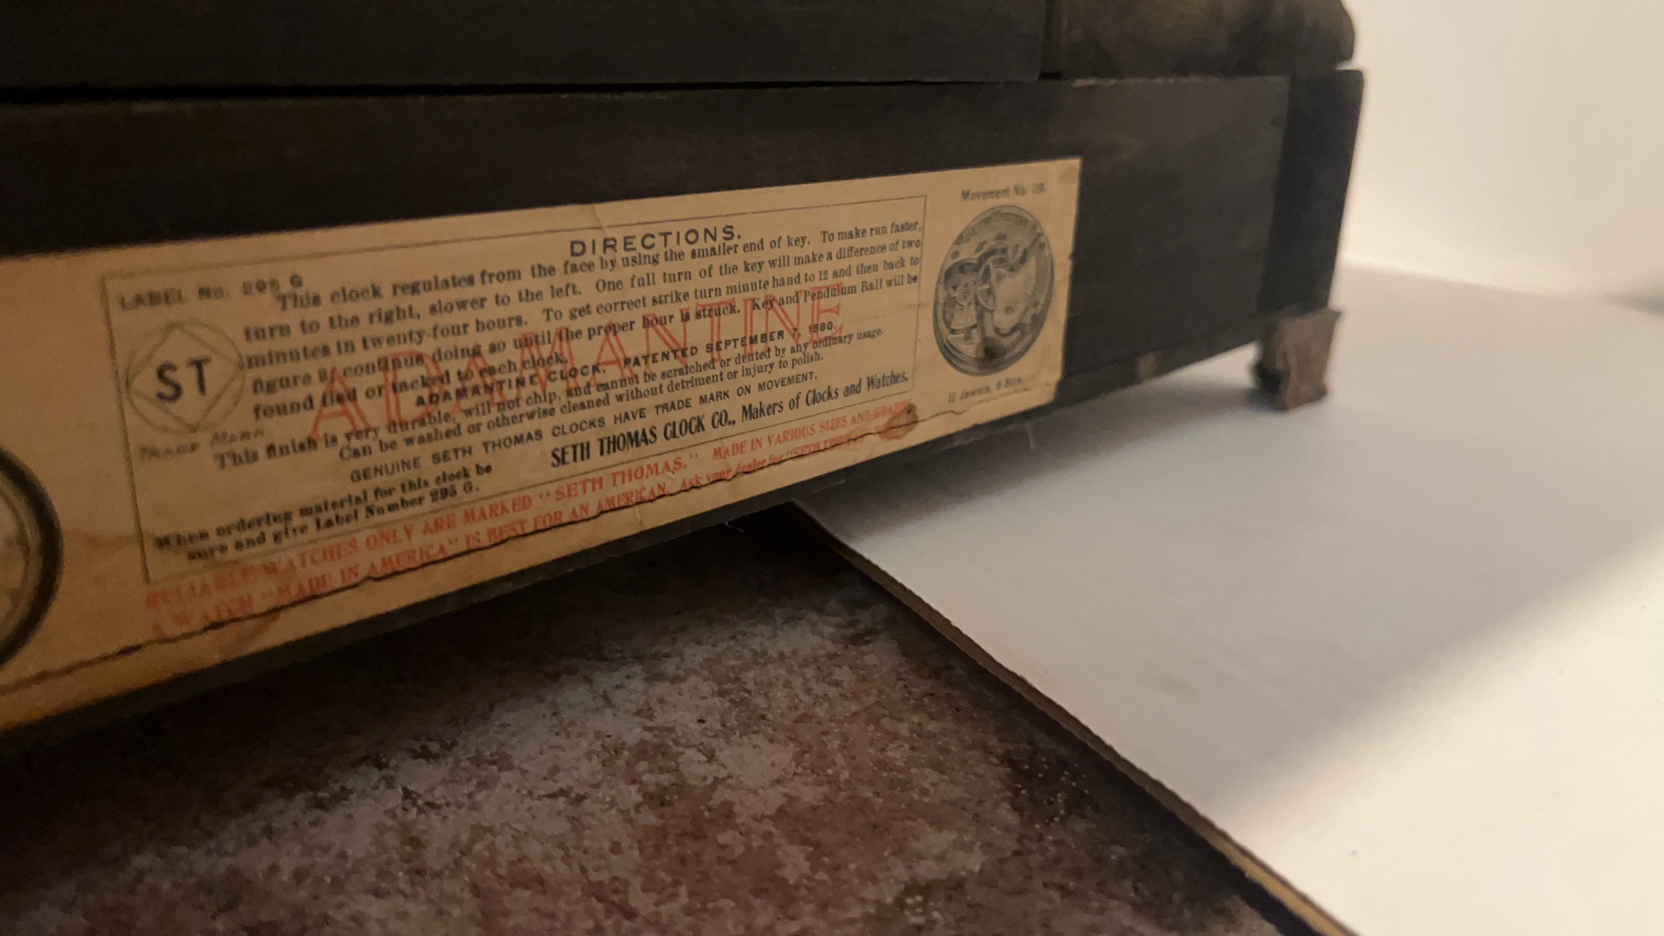 LABEL No. 295 G
DIRECTIONS.
This clock regulates from the face by using the smaller end of key. To make run faster,
turn to the right, slower to the left. One full turn of the key will make a difference of two
minutes in twenty-four hours. To get correct strike turn minute hand to 12 and then back to
figure 9, continue doing so until the proper hour is struck. Key and Pendulum Ball will be
found tied or tacked to each clock.
ADAMANTINE
ST
TRADE MARK
ADAMANTINE CLOCK. PATENTED SEPTEMBER 7, 1880.
This finish is very durable, will not chip, and cannot be scratched or dented by any ordinary usage.
Can be washed or otherwise cleaned without detriment or injury to polish.
GENUINE SETH THOMAS CLOCKS HAVE TRADE MARK ON MOVEMENT.
SETH THOMAS CLOCK CO., Makers of Clocks and Watches.
When ordering material for this clock be
sure and give Label Number 295 G.
RELIABLE WATCHES ONLY ARE MARKED "SETH THOMAS." MADE IN VARIOUS SIZES AND
A WATCH "MADE IN AMERICA" IS BEST FOR AN AMERICAN. Ask your dealer for "SETH
Movement No.
Jewels,